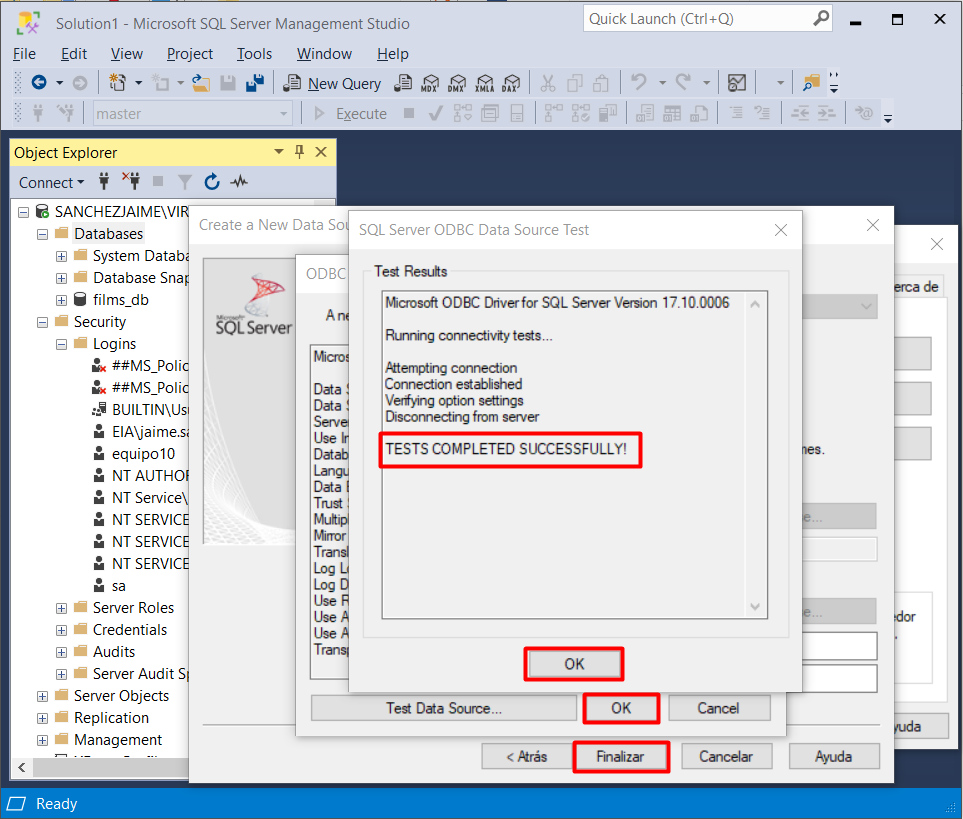 Solution1 - Microsoft SQL Server Management Studio
Quick Launch (Ctrl+Q)
File Edit View Project Tools Window Help
New Query MDX DMX XMLA DAX
master Execute
Object Explorer
Connect
SANCHEZJAIME\VIR
Databases
System Databa
Database Snap
films_db
Security
Logins
##MS_Polic
##MS_Polic
BUILTIN\Us
EIA\jaime.sa
equipo10
NT AUTHOR
NT Service\
NT SERVICE
NT SERVICE
NT SERVICE
sa
Server Roles
Credentials
Audits
Server Audit Sp
Server Objects
Replication
Management
Create a New Data Sou
Microsoft
SQL Server
ODBC
A ne
Micros
Data S
Data S
Server
Use In
Datab
Langu
Data E
Trust S
Multipl
Mirror
Transl
Log Lo
Log D
Use R
Use A
Use A
Transp
SQL Server ODBC Data Source Test
Test Results
Microsoft ODBC Driver for SQL Server Version 17.10.0006
Running connectivity tests...
Attempting connection
Connection established
Verifying option settings
Disconnecting from server
TESTS COMPLETED SUCCESSFULLY!
OK
Test Data Source... OK Cancel
< Atrás Finalizar Cancelar Ayuda
erca de
mes.
e...
e...
edor
yuda
Ready